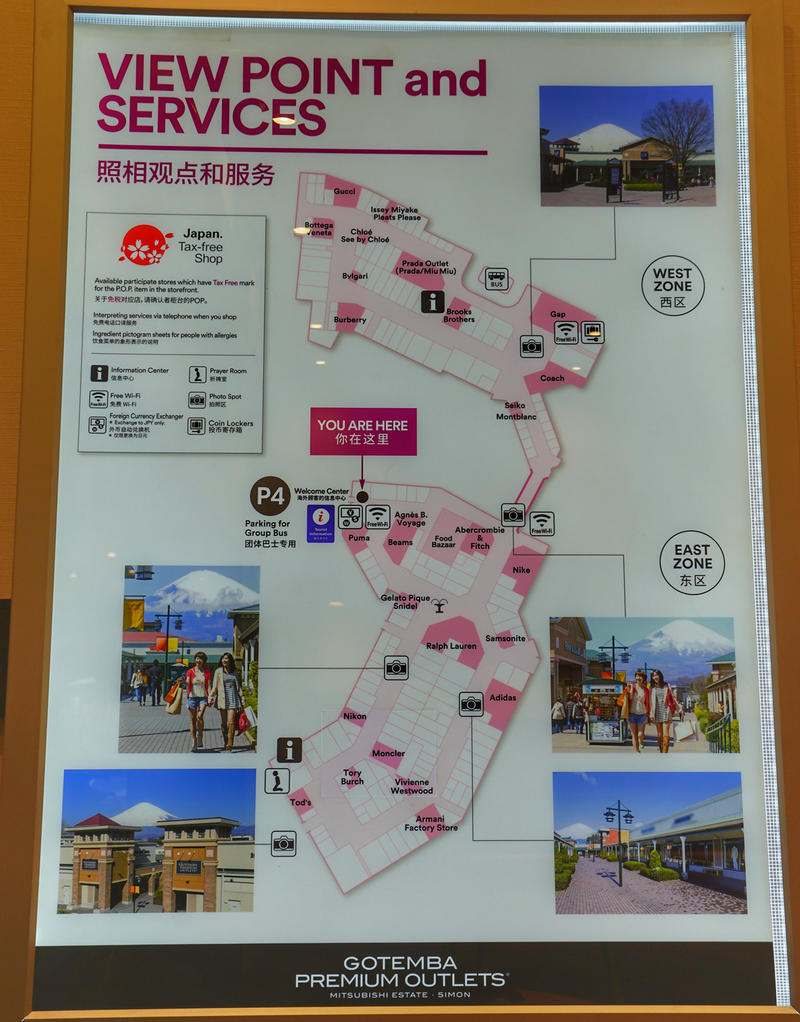 VIEW POINT and
SERVICES
照相观点和服务
Japan.
Tax-free
Shop
Available participate stores which have Tax Free mark
for the P.O.P. item in the storefront.
关于免税对应店,请确认者柜台的POP。
Interpreting services via telephone when you shop
免费电话口译服务
Ingredient pictogram sheets for people with allergies
饮食菜单的象形表示的说明
Information Center
信息中心
Prayer Room
祈祷室
Free Wi-Fi
Free Wi-Fi
免费 Wi-Fi
Photo Spot
拍照区
Foreign Currency Exchanger
* Exchange to JPY only.
外币自动兑换机
* 仅限更换为日元
Coin Lockers
投币寄存箱
Gucci
Issey Miyake
Pleats Please
Bottega
Veneta
Chloé
See by Chloé
Prada Outlet
(Prada/Miu Miu)
Bvlgari
BUS
Burberry
Brooks
Brothers
Gap
Free Wi-Fi
Coach
Seiko
Montblanc
WEST
ZONE
西区
YOU ARE HERE
你在这里
P4
Parking for
Group Bus
团体巴士专用
Welcome Center
海外顾客的信息中心
Tourist
Information
Free Wi-Fi
Puma
Agnès B.
Voyage
Beams
Food
Bazaar
Abercrombie
&
Fitch
Free Wi-Fi
Nike
EAST
ZONE
东区
Gelato Pique
Snidel
Ralph Lauren
Samsonite
Adidas
Nikon
Moncler
Tory
Burch
Vivienne
Westwood
Tod's
Armani
Factory Store
GOTEMBA
PREMIUM OUTLETS®
MITSUBISHI ESTATE · SIMON